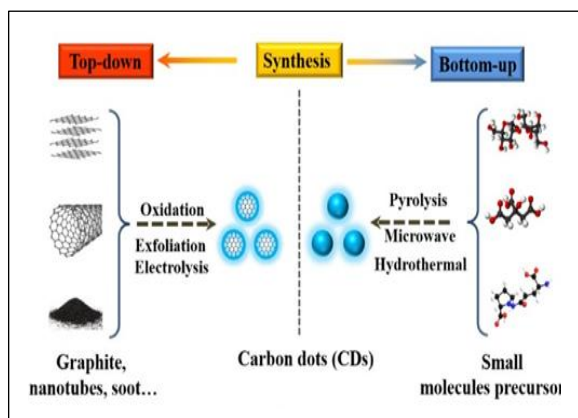 Top-down
Synthesis
Bottom-up
Oxidation
Exfoliation
Electrolysis
Pyrolysis
Microwave
Hydrothermal
Graphite,
nanotubes, soot…
Carbon dots (CDs)
Small
molecules precursor